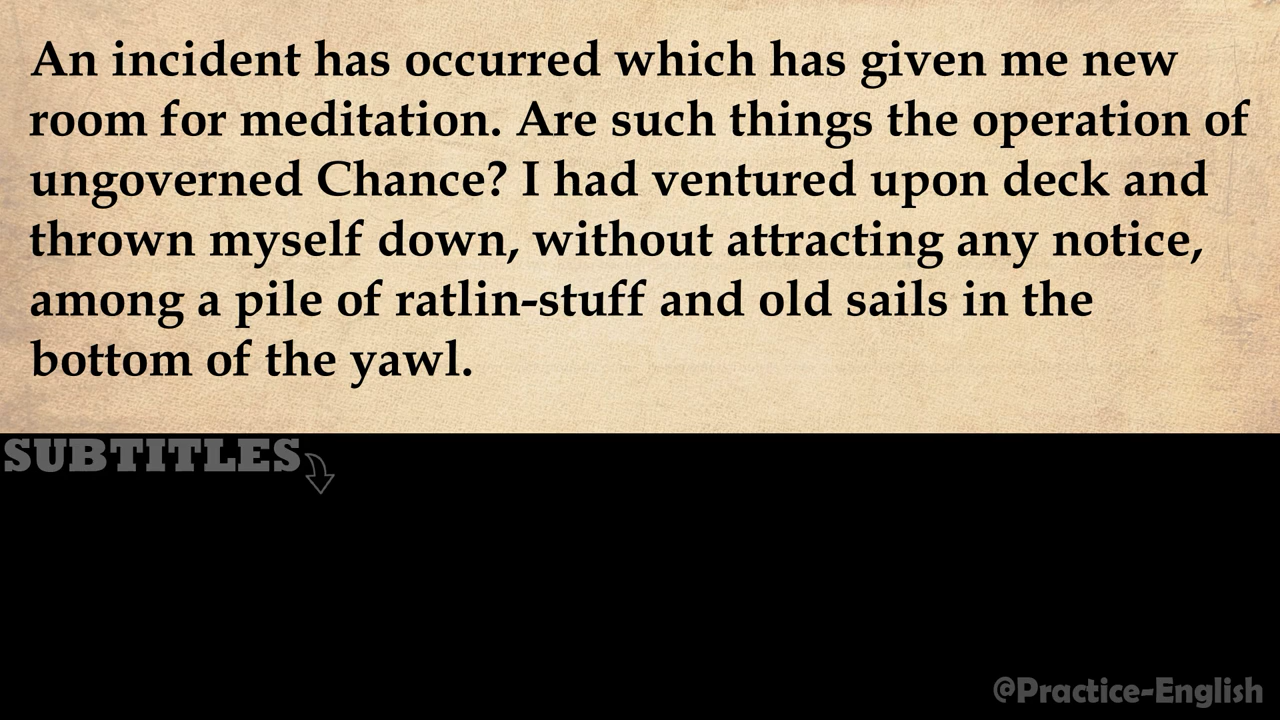 An incident has occurred which has given me new
room for meditation. Are such things the operation of
ungoverned Chance? I had ventured upon deck and
thrown myself down, without attracting any notice,
among a pile of ratlin-stuff and old sails in the
bottom of the yawl.
SUBTITLES
@Practice-English